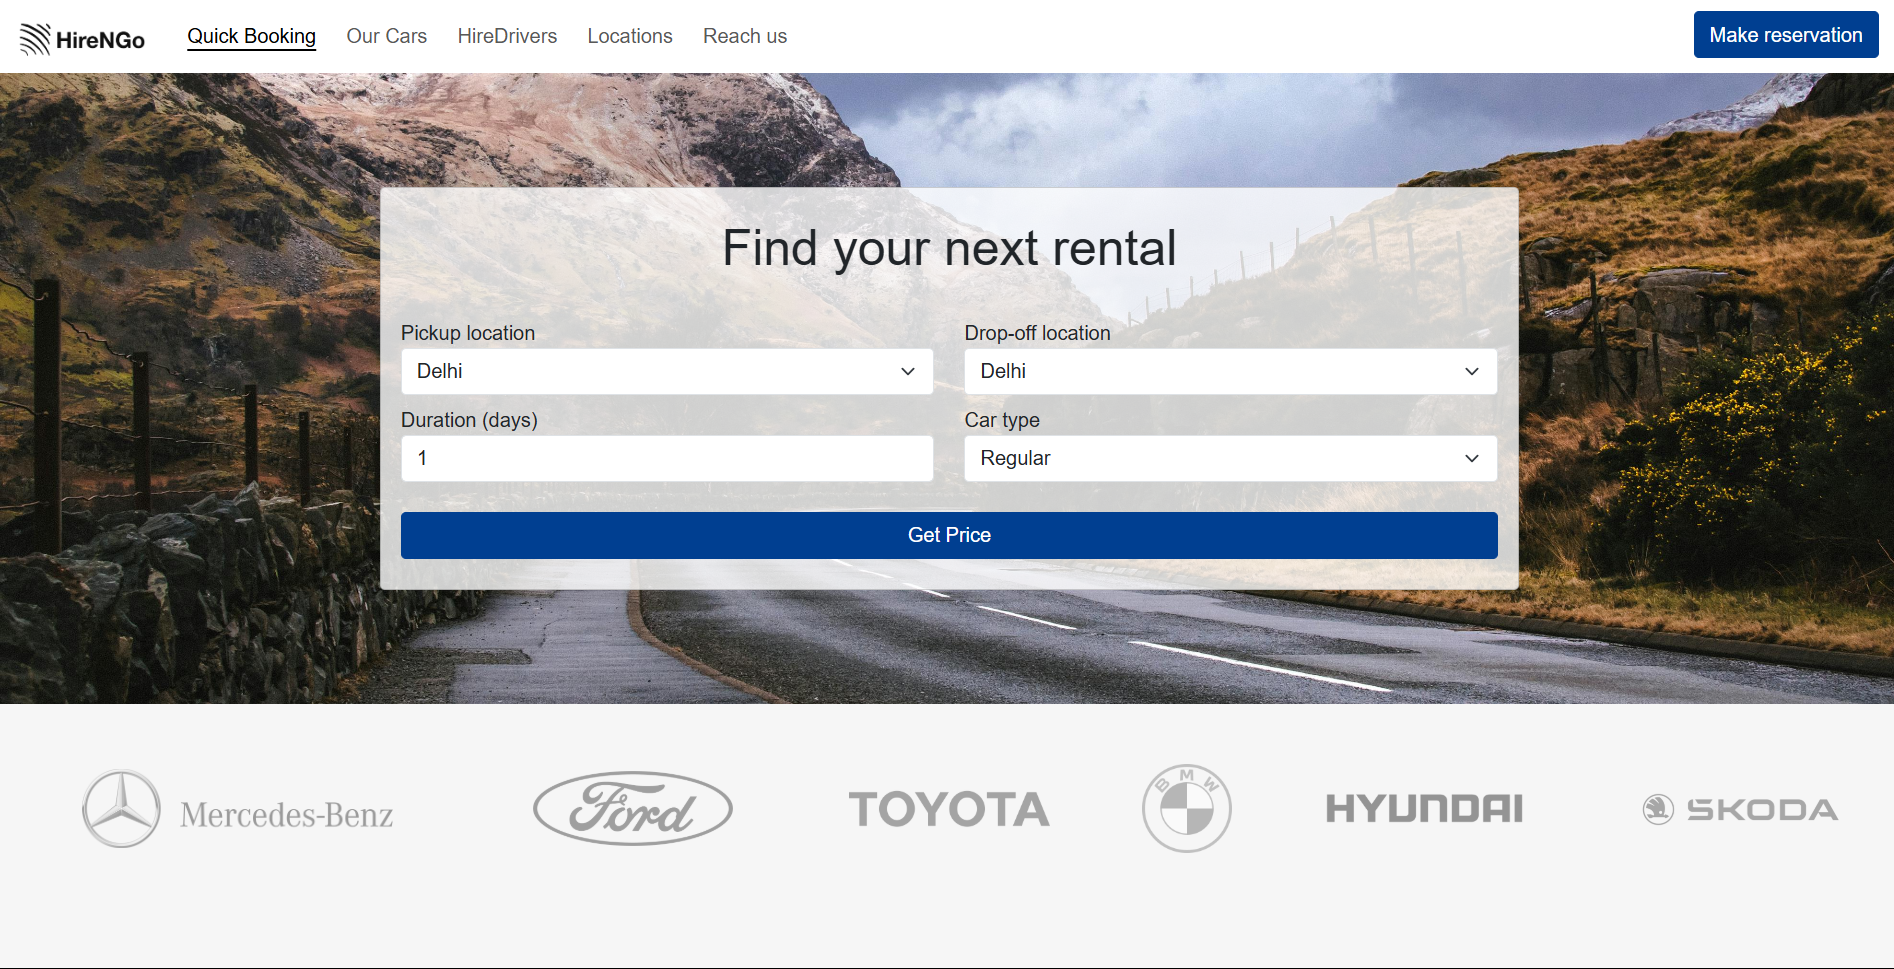 HireNGo
Quick Booking
Our Cars
HireDrivers
Locations
Reach us
Make reservation
Find your next rental
Pickup location
Drop-off location
Delhi
Delhi
Duration (days)
Car type
1
Regular
Get Price
Mercedes-Benz
Ford
TOYOTA
BMW
HYUNDAI
SKODA